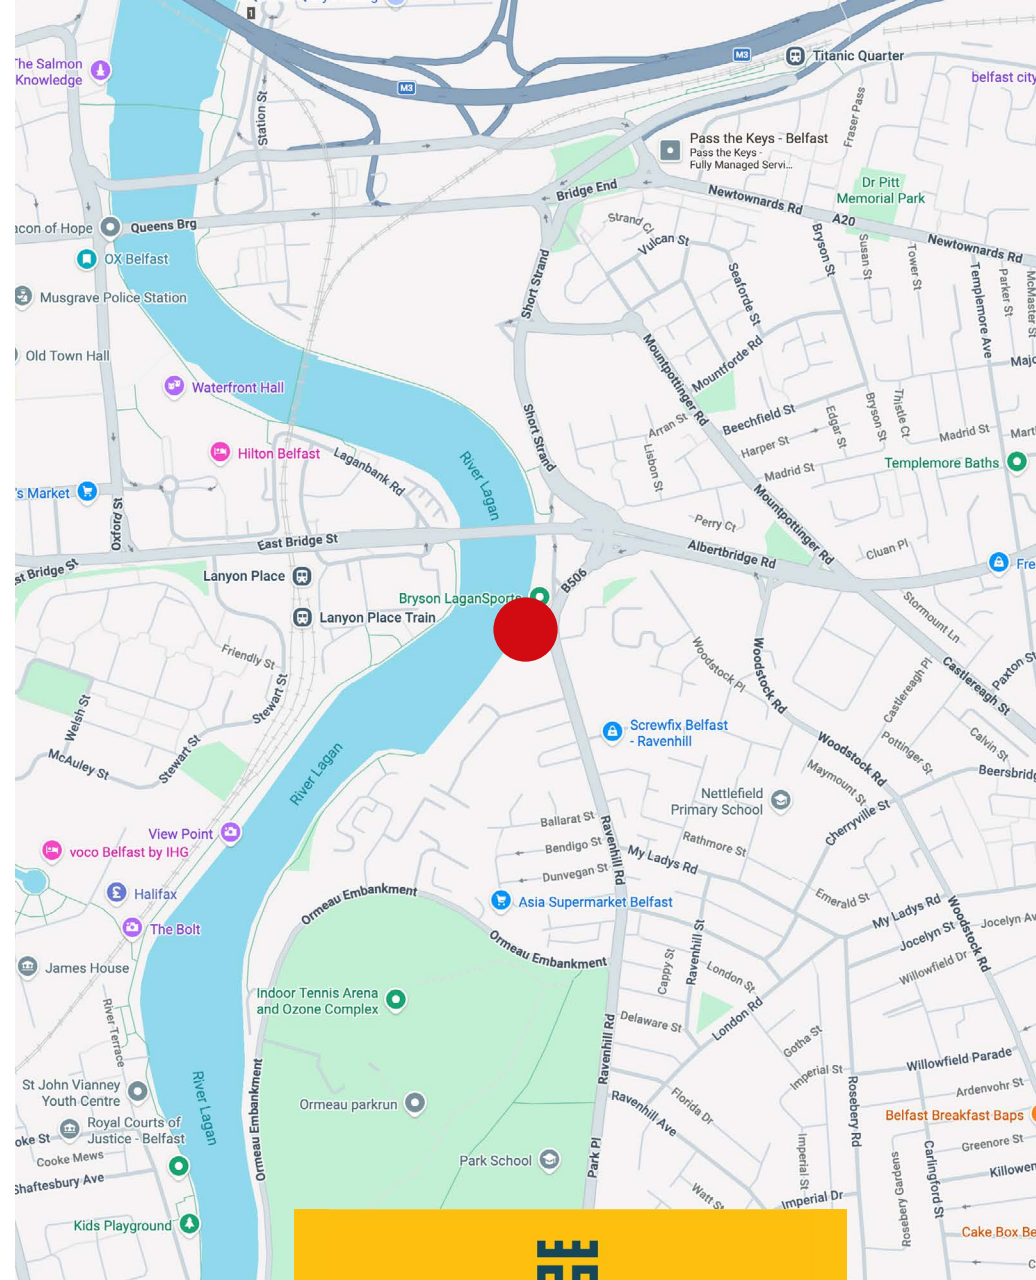 1
M3
Titanic Quarter
The Salmon
Knowledge
belfast city
M3
Station St
Fraser Pass
Pass the Keys - Belfast
Pass the Keys -
Fully Managed Servi...
Dr Pitt
Memorial Park
Bridge End
Newtownards Rd
A20
Strand Cl
Queens Brg
acon of Hope
Vulcan St
Bryson St
Susan St
Tower St
Newtownards Rd
OX Belfast
Seaforde St
Templemore Ave
Parker St
McMaster St
Musgrave Police Station
Short Strand
Old Town Hall
Mountpottinger Rd
Mountforde Rd
Majo
Waterfront Hall
Short Strand
Beechfield St
Edgar St
Bryson St
Thistle Ct
Arran St
Madrid St
Hilton Belfast
Laganbank Rd
River Lagan
Lisbon St
Harper St
Madrid St
Templemore Baths
's Market
Oxford St
Mountpottinger Rd
Perry Ct
East Bridge St
Albertbridge Rd
Cluan Pl
Fre
st Bridge St
Lanyon Place
B506
Bryson LaganSports
Lanyon Place Train
Stormount Ln
Friendly St
Woodstock Pl
Woodstock Rd
Castlereagh Pl
Castlereagh St
Paxton St
Stewart St
Welsh St
Screwfix Belfast
- Ravenhill
McAuley St
Stewart St
River Lagan
Woodstock Rd
Pottinger St
Calvin St
Maymount St
Beersbridg
Nettlefield
Primary School
Cherryville St
View Point
voco Belfast by IHG
Ballarat St
Bendigo St
Dunvegan St
Ravenhill Rd
My Ladys Rd
Rathmore St
Halifax
Ormeau Embankment
Asia Supermarket Belfast
Emerald St
My Ladys Rd
The Bolt
Ormeau Embankment
Ravenhill St
Jocelyn St
Jocelyn Av
Woodstock Rd
James House
Cappy St
London St
Willowfield Dr
Indoor Tennis Arena
and Ozone Complex
River Terrace
Delaware St
London Rd
Gotha St
Ravenhill Rd
Imperial St
Willowfield Parade
St John Vianney
Youth Centre
River Lagan
Ormeau Embankment
Ormeau parkrun
Ravenhill Ave
Florida Dr
Rosebery Rd
Ardenvohr St
Belfast Breakfast Baps
Royal Courts of
Justice - Belfast
oke St
Cooke Mews
Imperial St
Carlingford St
Greenore St
Park School
Park Pl
Killowen
Shaftesbury Ave
Watt St
Imperial Dr
Rosebery Gardens
Kids Playground
Cake Box Be